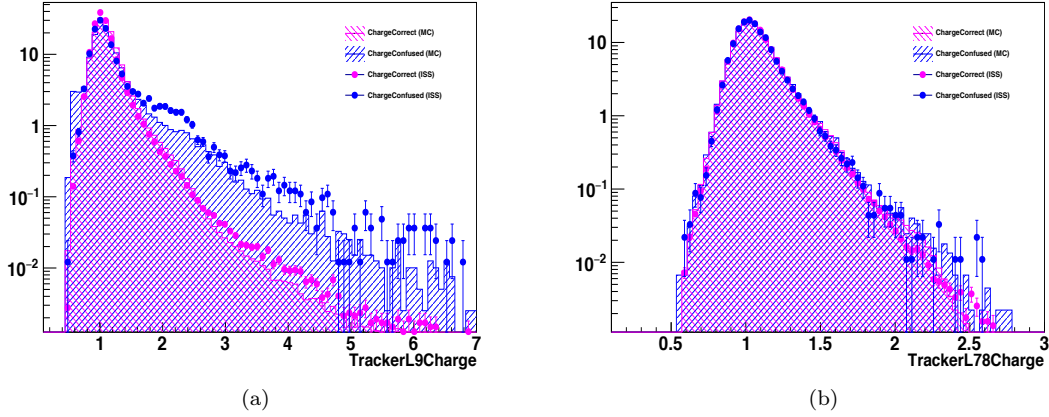 10
1
10⁻¹
10⁻²
1 2 3 4 5 6 7
TrackerL9Charge
ChargeCorrect (MC)
ChargeConfused (MC)
ChargeCorrect (ISS)
ChargeConfused (ISS)
(a)
10
1
10⁻¹
10⁻²
0.5 1 1.5 2 2.5 3
TrackerL78Charge
ChargeCorrect (MC)
ChargeConfused (MC)
ChargeCorrect (ISS)
ChargeConfused (ISS)
(b)